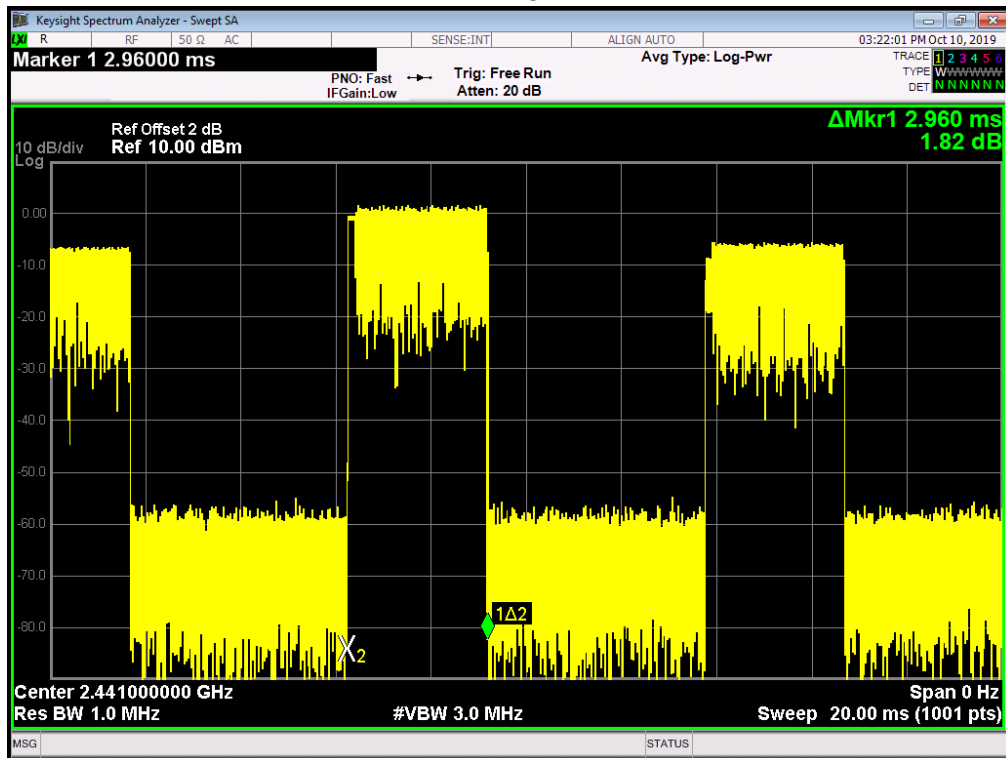 Keysight Spectrum Analyzer - Swept SA
LXI R RF 50 Ω AC SENSE:INT ALIGN AUTO 03:22:01 PM Oct 10, 2019
Marker 1 2.96000 ms Avg Type: Log-Pwr TRACE 1 2 3 4 5 6
PNO: Fast Trig: Free Run TYPE WWWWWW
IFGain:Low Atten: 20 dB DET N N N N N N
ΔMkr1 2.960 ms
Ref Offset 2 dB
10 dB/div Ref 10.00 dBm 1.82 dB
Log
0.00
-10.0
-20.0
-30.0
-40.0
-50.0
-60.0
-70.0
1Δ2
-80.0
X2
Center 2.441000000 GHz Span 0 Hz
Res BW 1.0 MHz #VBW 3.0 MHz Sweep 20.00 ms (1001 pts)
MSG STATUS